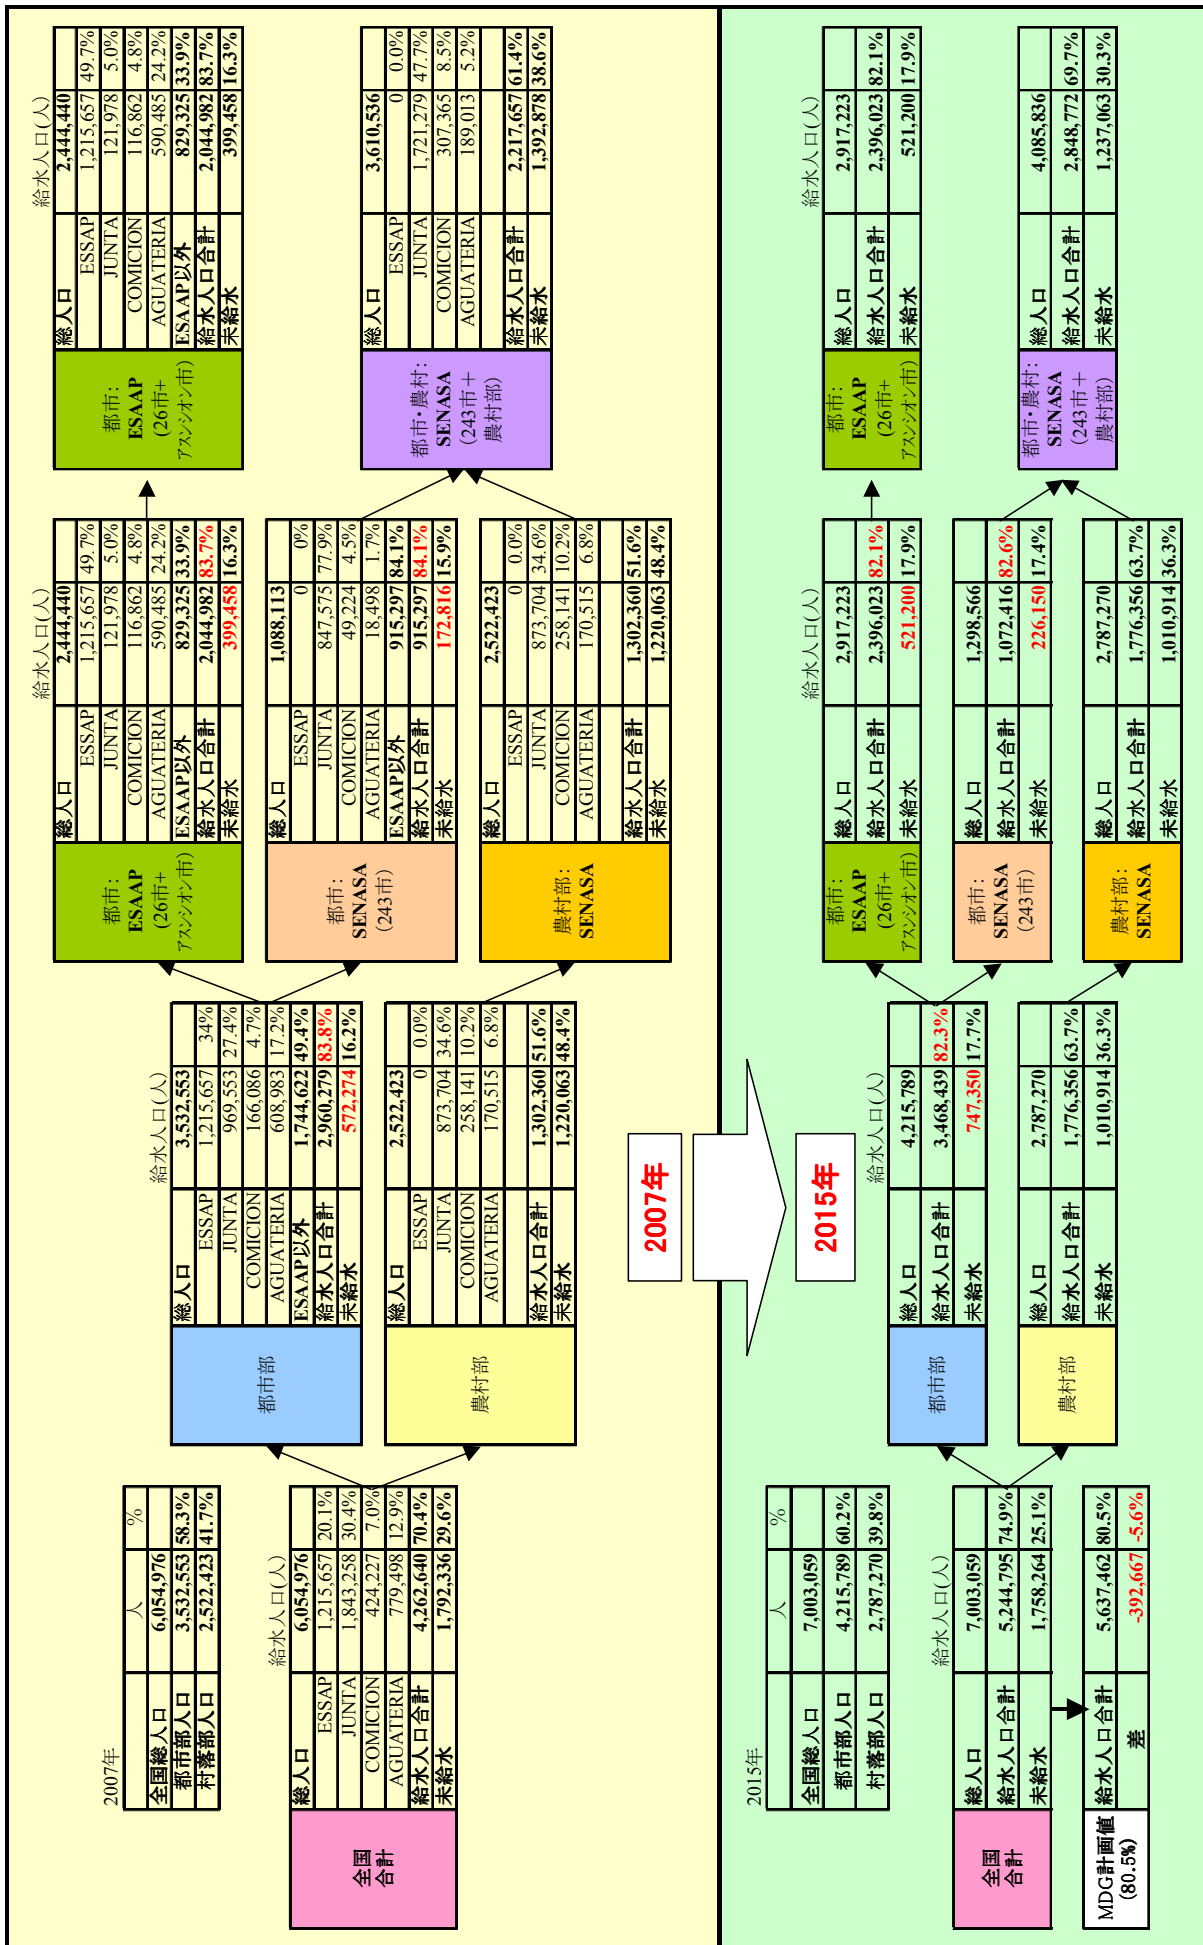 2007年
人 %
全国総人口 6,054,976
都市部人口 3,532,553 58.3%
村落部人口 2,522,423 41.7%
給水人口(人)
全国
合計
総人口 6,054,976
ESSAP 1,215,657 20.1%
JUNTA 1,843,258 30.4%
COMICION 424,227 7.0%
AGUATERIA 779,498 12.9%
給水人口合計 4,262,640 70.4%
未給水 1,792,336 29.6%
給水人口(人)
都市部
総人口 3,532,553
ESSAP 1,215,657 34%
JUNTA 969,553 27.4%
COMICION 166,086 4.7%
AGUATERIA 608,983 17.2%
ESAAP以外 1,744,622 49.4%
給水人口合計 2,960,279 83.8%
未給水 572,274 16.2%
農村部
総人口 2,522,423
ESSAP 0 0.0%
JUNTA 873,704 34.6%
COMICION 258,141 10.2%
AGUATERIA 170,515 6.8%
給水人口合計 1,302,360 51.6%
未給水 1,220,063 48.4%
給水人口(人)
都市:
ESAAP
(26市+
アスンシオン市)
総人口 2,444,440
ESSAP 1,215,657 49.7%
JUNTA 121,978 5.0%
COMICION 116,862 4.8%
AGUATERIA 590,485 24.2%
ESAAP以外 829,325 33.9%
給水人口合計 2,044,982 83.7%
未給水 399,458 16.3%
都市:
SENASA
(243市)
総人口 1,088,113
ESSAP 0 0%
JUNTA 847,575 77.9%
COMICION 49,224 4.5%
AGUATERIA 18,498 1.7%
ESAAP以外 915,297 84.1%
給水人口合計 915,297 84.1%
未給水 172,816 15.9%
農村部:
SENASA
総人口 2,522,423
ESSAP 0 0.0%
JUNTA 873,704 34.6%
COMICION 258,141 10.2%
AGUATERIA 170,515 6.8%
給水人口合計 1,302,360 51.6%
未給水 1,220,063 48.4%
給水人口(人)
都市:
ESAAP
(26市+
アスンシオン市)
総人口 2,444,440
ESSAP 1,215,657 49.7%
JUNTA 121,978 5.0%
COMICION 116,862 4.8%
AGUATERIA 590,485 24.2%
ESAAP以外 829,325 33.9%
給水人口合計 2,044,982 83.7%
未給水 399,458 16.3%
都市・農村:
SENASA
(243市+
農村部)
総人口 3,610,536
ESSAP 0 0.0%
JUNTA 1,721,279 47.7%
COMICION 307,365 8.5%
AGUATERIA 189,013 5.2%
給水人口合計 2,217,657 61.4%
未給水 1,392,878 38.6%
2007年
2015年
2015年
人 %
全国総人口 7,003,059
都市部人口 4,215,789 60.2%
村落部人口 2,787,270 39.8%
給水人口(人)
全国
合計
総人口 7,003,059
給水人口合計 5,244,795 74.9%
未給水 1,758,264 25.1%
MDG計画値
(80.5%)
給水人口合計 5,637,462 80.5%
差 -392,667 -5.6%
給水人口(人)
都市部
総人口 4,215,789
給水人口合計 3,468,439 82.3%
未給水 747,350 17.7%
農村部
総人口 2,787,270
給水人口合計 1,776,356 63.7%
未給水 1,010,914 36.3%
給水人口(人)
都市:
ESAAP
(26市+
アスンシオン市)
総人口 2,917,223
給水人口合計 2,396,023 82.1%
未給水 521,200 17.9%
都市:
SENASA
(243市)
総人口 1,298,566
給水人口合計 1,072,416 82.6%
未給水 226,150 17.4%
農村部:
SENASA
総人口 2,787,270
給水人口合計 1,776,356 63.7%
未給水 1,010,914 36.3%
給水人口(人)
都市:
ESAAP
(26市+
アスンシオン市)
総人口 2,917,223
給水人口合計 2,396,023 82.1%
未給水 521,200 17.9%
都市・農村:
SENASA
(243市+
農村部)
総人口 4,085,836
給水人口合計 2,848,772 69.7%
未給水 1,237,063 30.3%